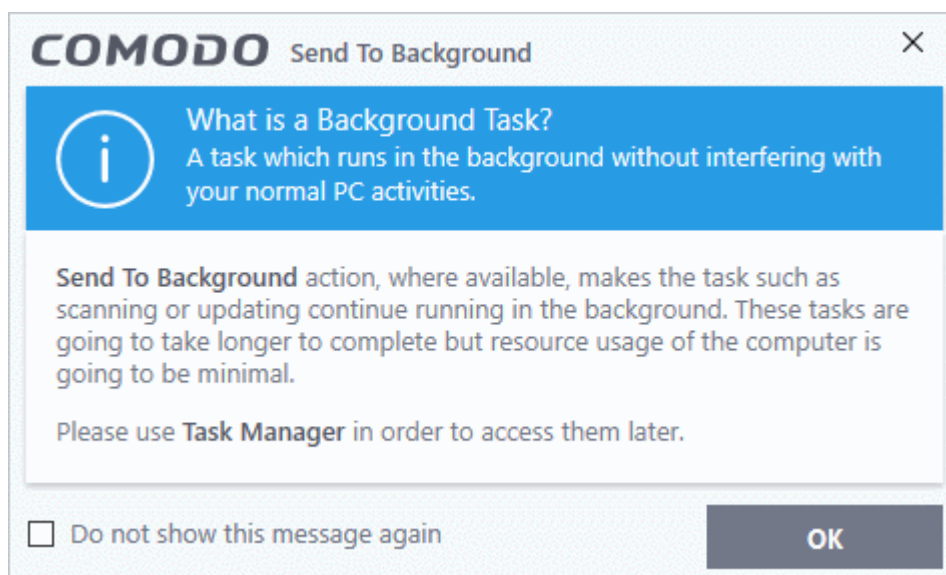 COMODO Send To Background
What is a Background Task?
A task which runs in the background without interfering with
your normal PC activities.
Send To Background action, where available, makes the task such as
scanning or updating continue running in the background. These tasks are
going to take longer to complete but resource usage of the computer is
going to be minimal.
Please use Task Manager in order to access them later.
Do not show this message again
OK